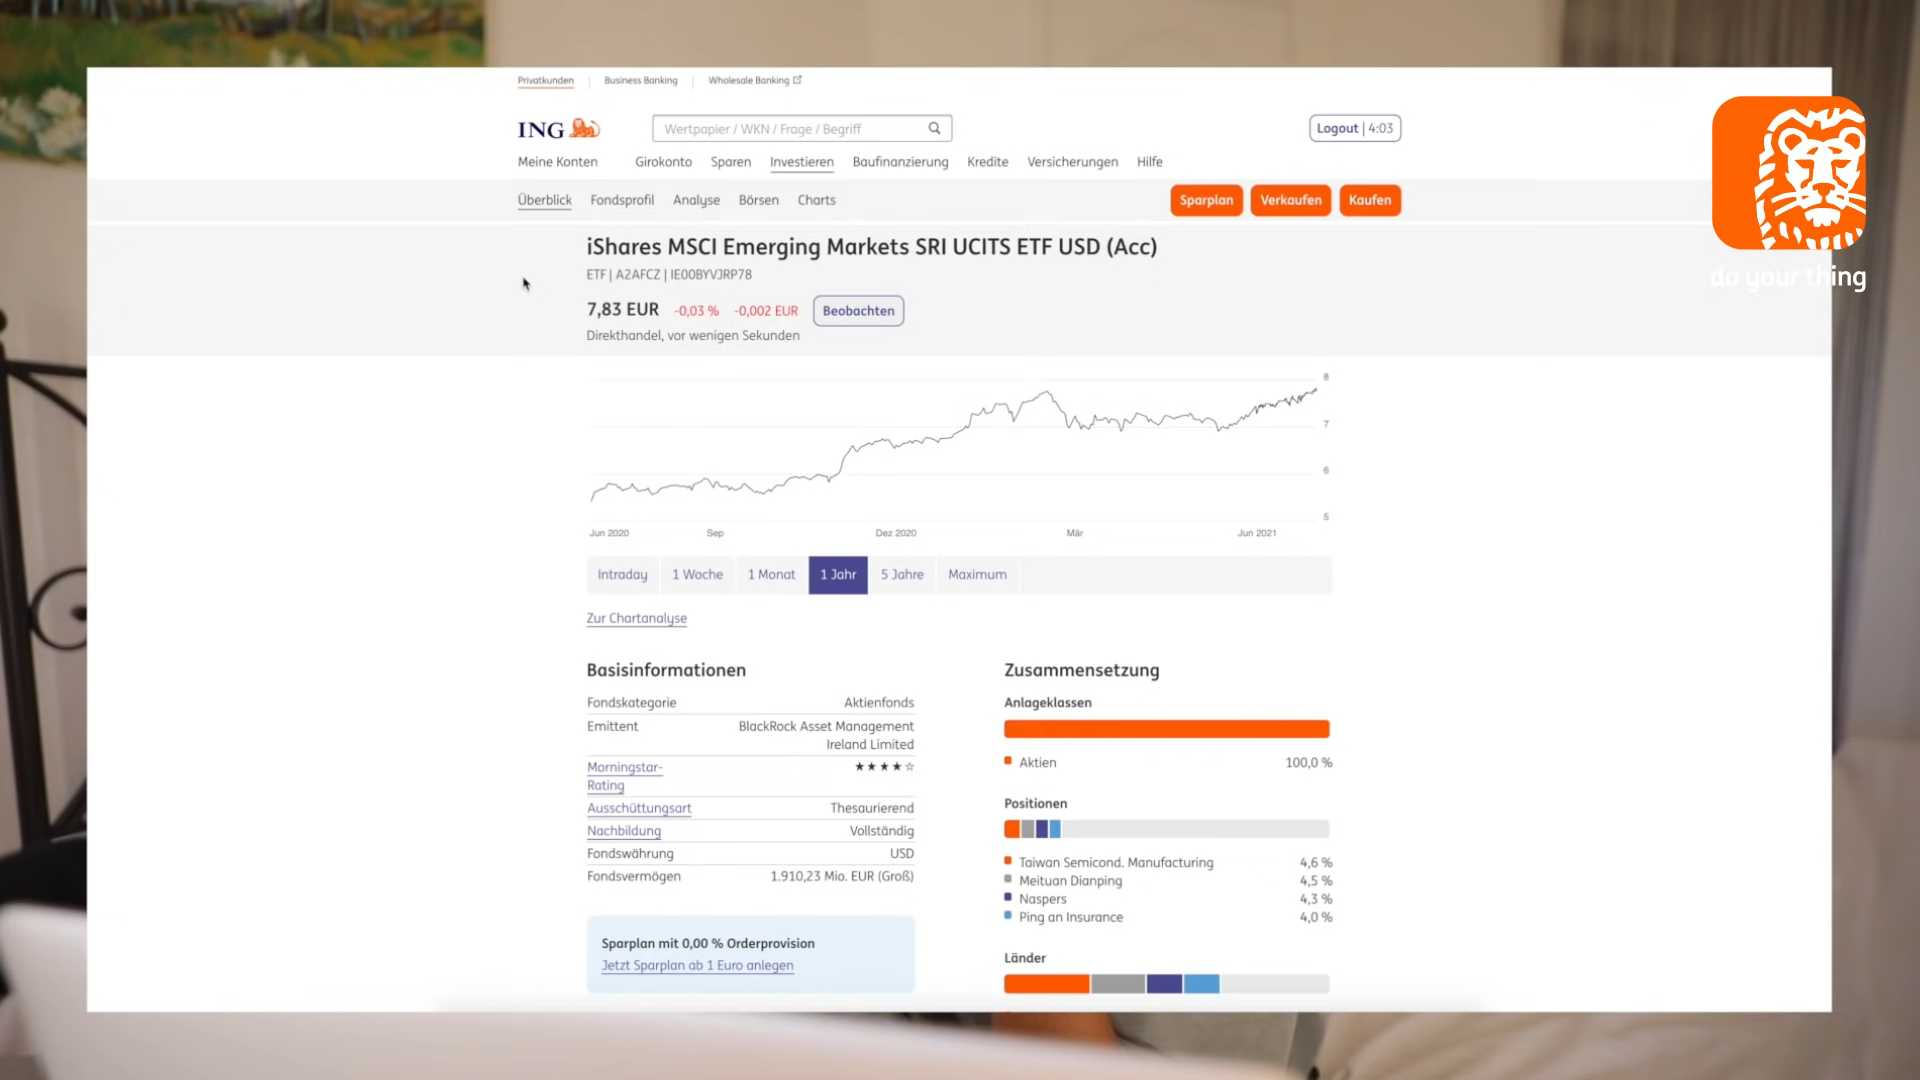 Privatkunden
Business Banking
Wholesale Banking
ING
Wertpapier / WKN / Frage / Begriff
Logout | 4:03
Meine Konten
Girokonto
Sparen
Investieren
Baufinanzierung
Kredite
Versicherungen
Hilfe
Überblick
Fondsprofil
Analyse
Börsen
Charts
Sparplan
Verkaufen
Kaufen
do your thing
iShares MSCI Emerging Markets SRI UCITS ETF USD (Acc)
ETF | A2AFCZ | IE00BYVJRP78
7,83 EUR -0,03 % -0,002 EUR
Beobachten
Direkthandel, vor wenigen Sekunden
8
7
6
5
Jun 2020
Sep
Dez 2020
Mär
Jun 2021
Intraday
1 Woche
1 Monat
1 Jahr
5 Jahre
Maximum
Zur Chartanalyse
Basisinformationen
Fondskategorie Aktienfonds
Emittent BlackRock Asset Management
Ireland Limited
Morningstar-
Rating
★★★★☆
Ausschüttungsart Thesaurierend
Nachbildung Vollständig
Fondswährung USD
Fondsvermögen 1.910,23 Mio. EUR (Groß)
Sparplan mit 0,00 % Orderprovision
Jetzt Sparplan ab 1 Euro anlegen
Zusammensetzung
Anlageklassen
Aktien 100,0 %
Positionen
Taiwan Semicond. Manufacturing 4,6 %
Meituan Dianping 4,5 %
Naspers 4,3 %
Ping an Insurance 4,0 %
Länder